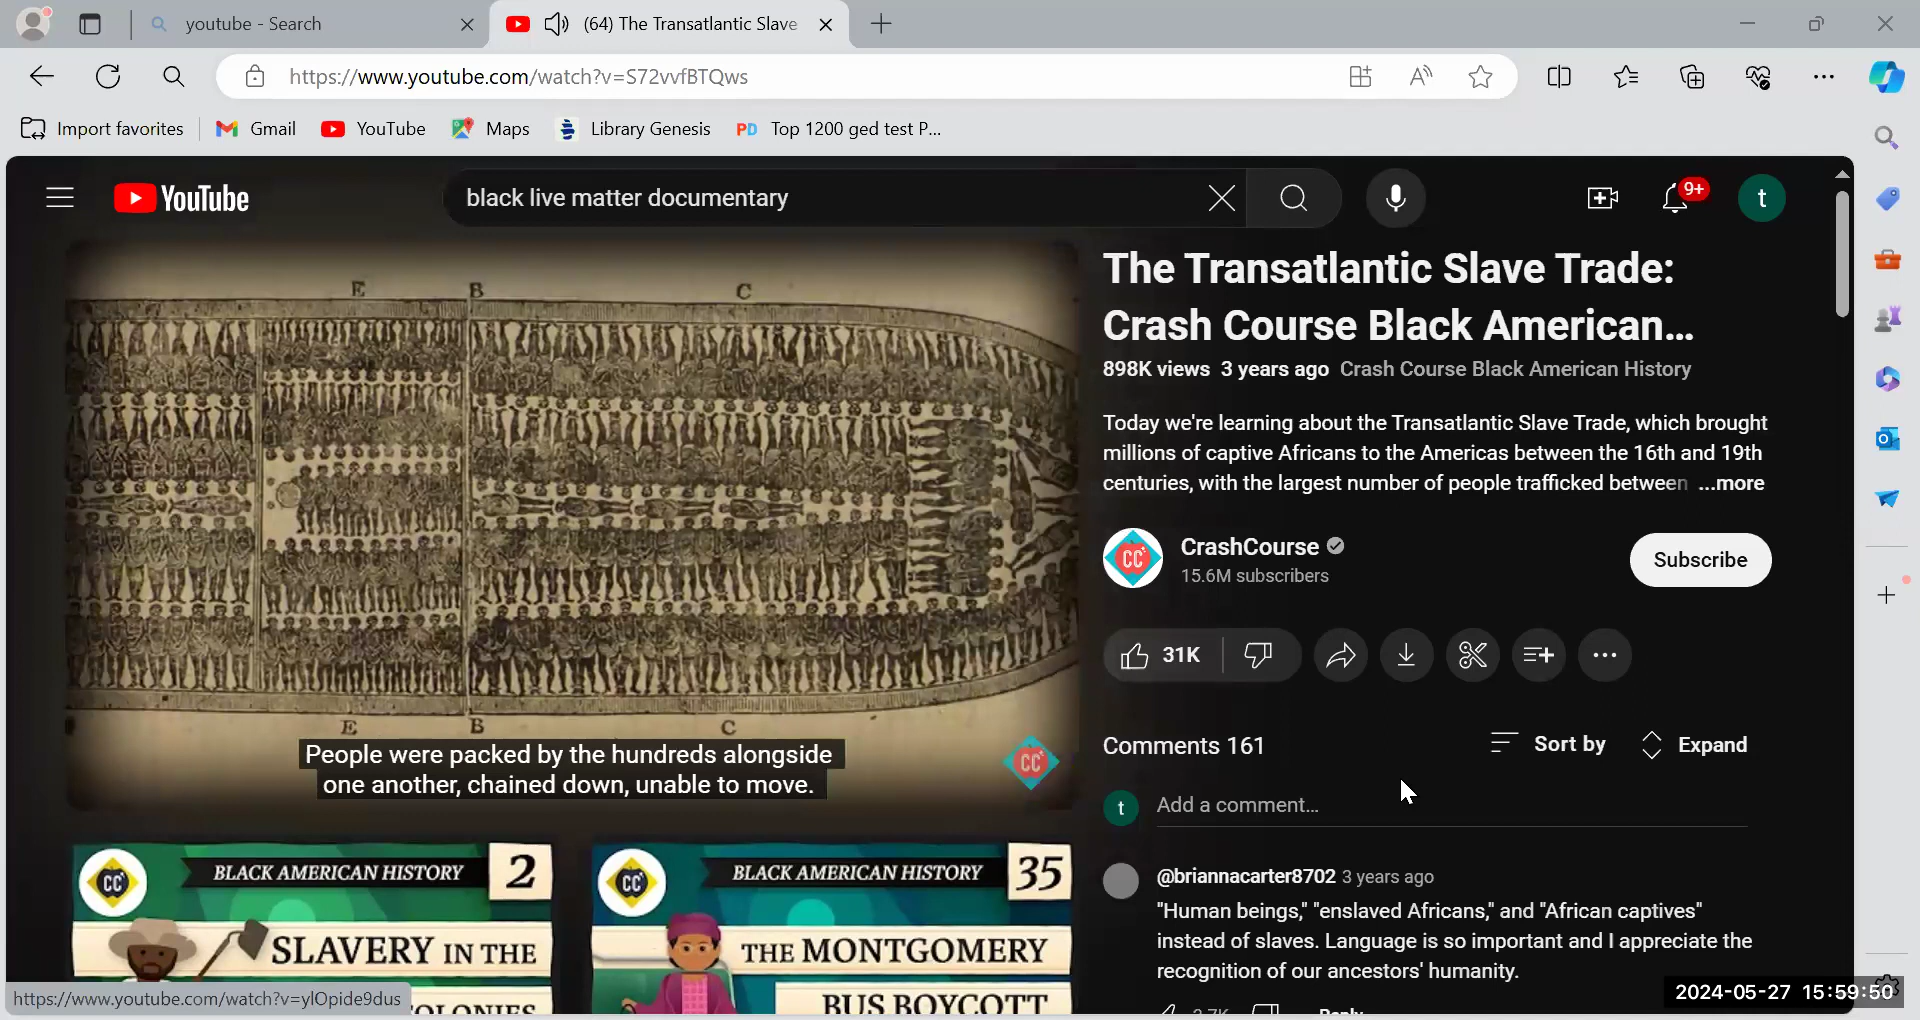 youtube - Search
(64) The Transatlantic Slave
https://www.youtube.com/watch?v=S72vvfBTQws
Import favorites
Gmail
YouTube
Maps
Library Genesis
PD Top 1200 ged test P...
YouTube
black live matter documentary
9+
t
E B C
E B C
People were packed by the hundreds alongside
one another, chained down, unable to move.
CC
The Transatlantic Slave Trade:
Crash Course Black American...
898K views 3 years ago Crash Course Black American History
Today we're learning about the Transatlantic Slave Trade, which brought
millions of captive Africans to the Americas between the 16th and 19th
centuries, with the largest number of people trafficked between ...more
CC
CrashCourse
15.6M subscribers
Subscribe
31K
Comments 161
Sort by
Expand
t
Add a comment...
@briannacarter8702 3 years ago
"Human beings," "enslaved Africans," and "African captives"
instead of slaves. Language is so important and I appreciate the
recognition of our ancestors' humanity.
Reply
CC
BLACK AMERICAN HISTORY
2
SLAVERY IN THE
COLONIES
CC
BLACK AMERICAN HISTORY
35
THE MONTGOMERY
BUS BOYCOTT
https://www.youtube.com/watch?v=ylOpide9dus
2024-05-27 15:59:50